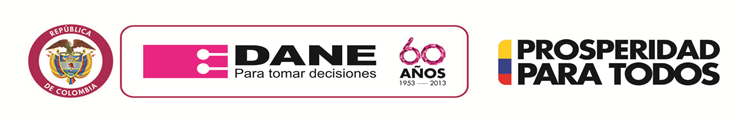 REPÚBLICA
DE COLOMBIA
DANE
Para tomar decisiones
60
AÑOS
1953 — 2013
PROSPERIDAD
PARA TODOS